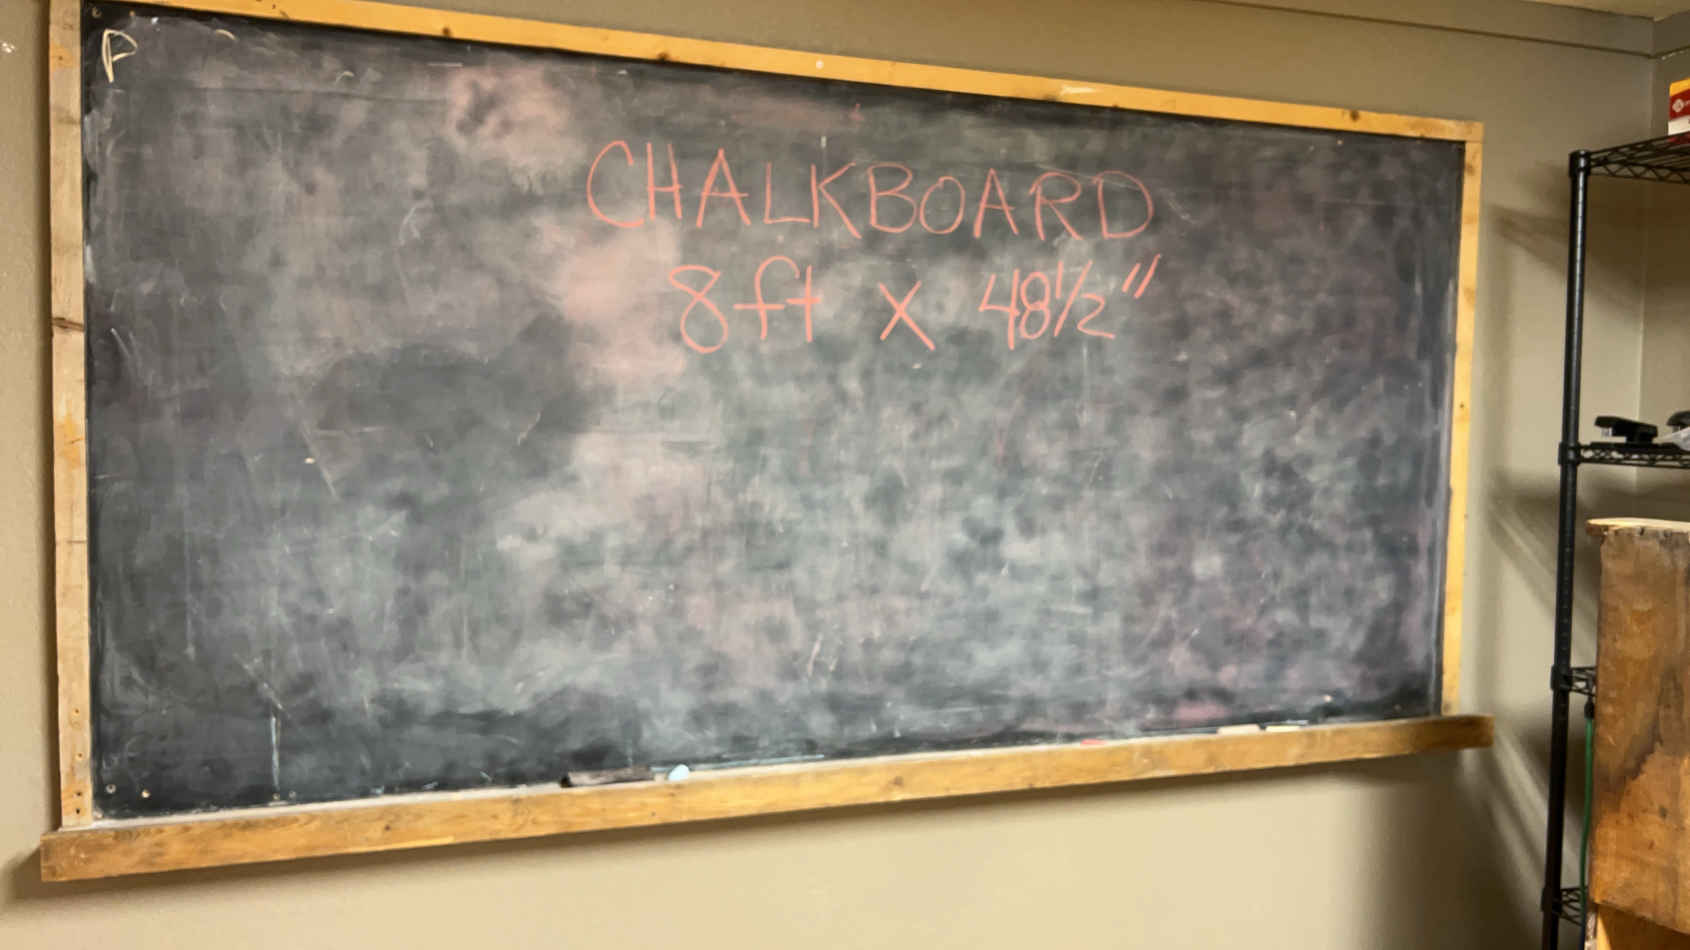 P
CHALKBOARD
8ft x 48½"